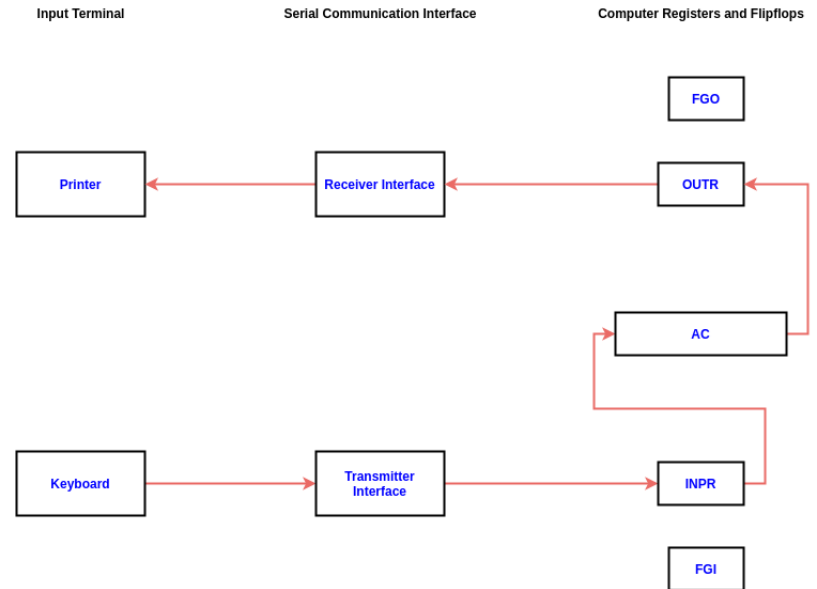 Input Terminal
Serial Communication Interface
Computer Registers and Flipflops
FGO
Printer
Receiver Interface
OUTR
AC
Keyboard
Transmitter
Interface
INPR
FGI